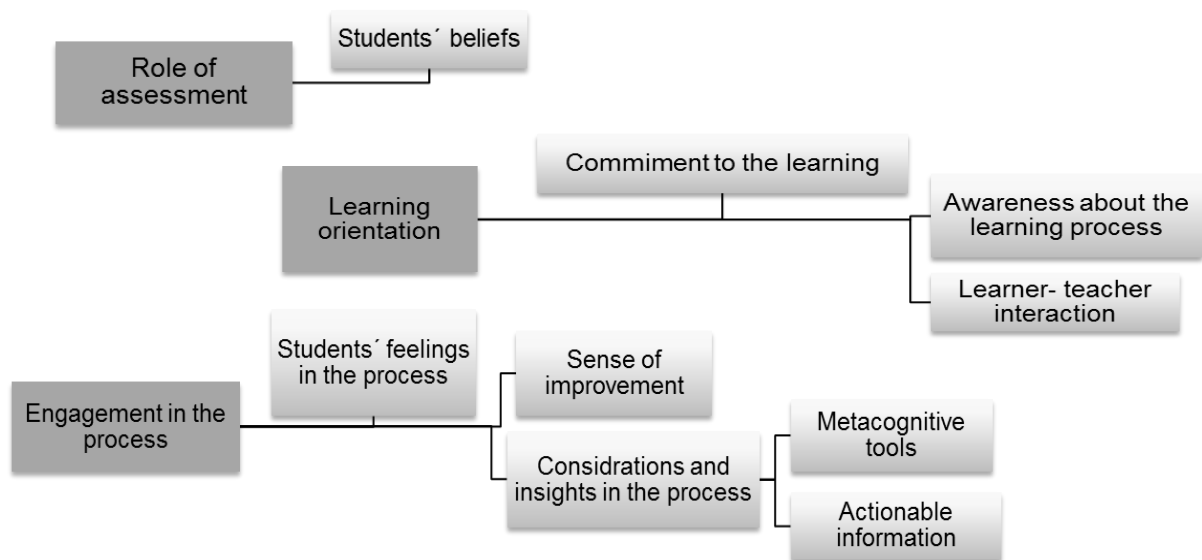 Students´ beliefs
Role of
assessment
Commiment to the learning
Learning
orientation
Awareness about the
learning process
Learner- teacher
interaction
Students´ feelings
in the process
Sense of
improvement
Engagement in the
process
Considrations and
insights in the process
Metacognitive
tools
Actionable
information